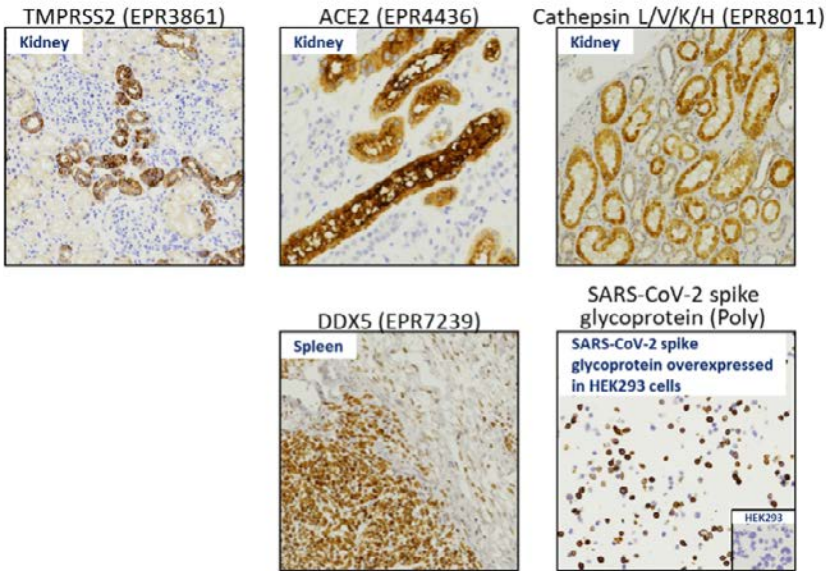 TMPRSS2 (EPR3861)
Kidney
ACE2 (EPR4436)
Kidney
Cathepsin L/V/K/H (EPR8011)
Kidney
DDX5 (EPR7239)
Spleen
SARS-CoV-2 spike
glycoprotein (Poly)
SARS-CoV-2 spike
glycoprotein overexpressed
in HEK293 cells
HEK293